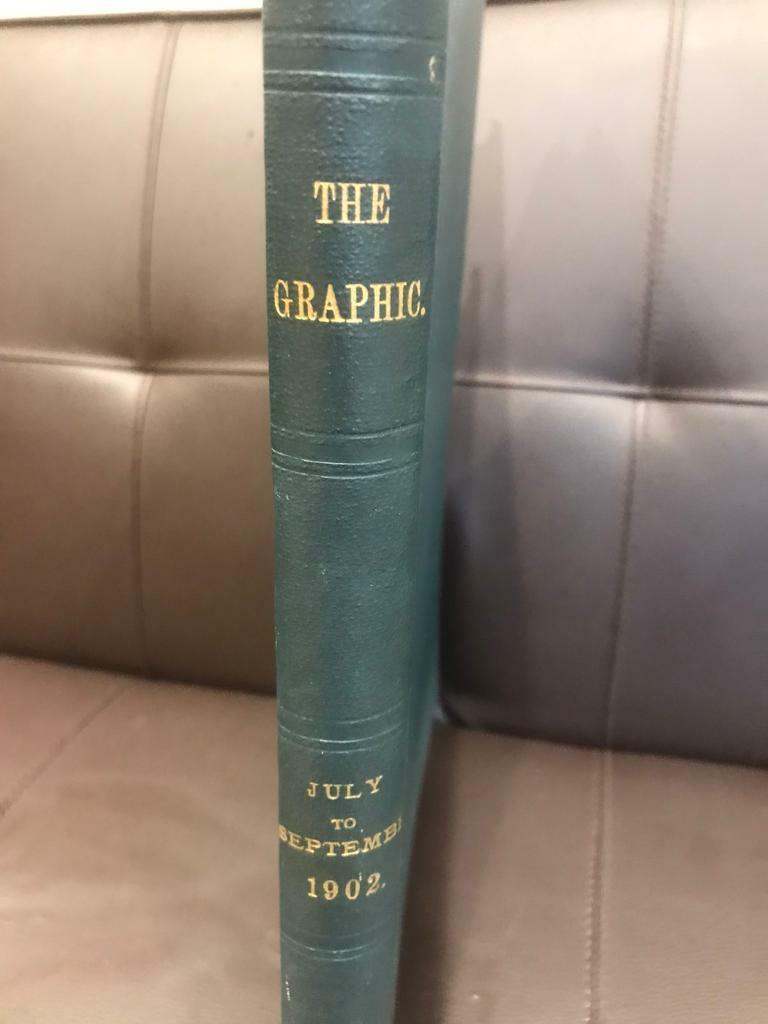 THE
GRAPHIC.
JULY
TO
SEPTEMB
1902.